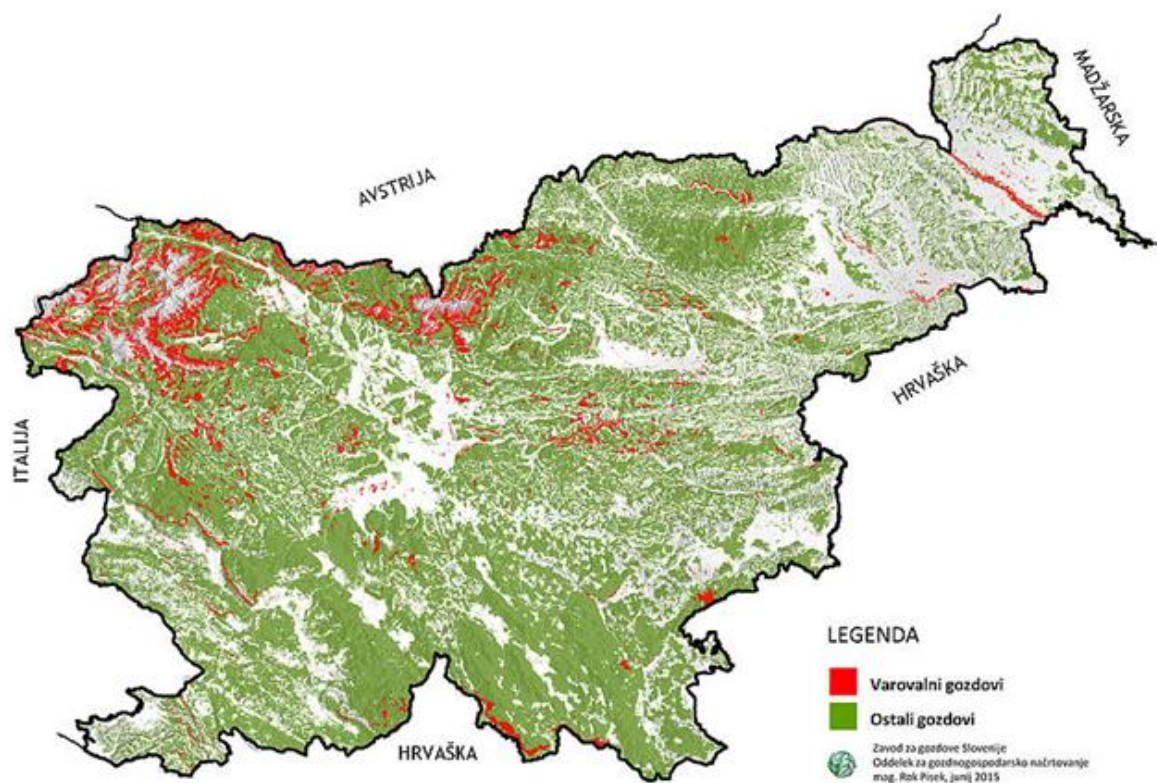 MADŽARSKA
AVSTRIJA
HRVAŠKA
ITALIJA
HRVAŠKA
LEGENDA
Varovalni gozdovi
Ostali gozdovi
Zavod za gozdove Slovenije
Oddelek za gozdnogospodarsko načrtovanje
mag. Rok Pisek, junij 2015